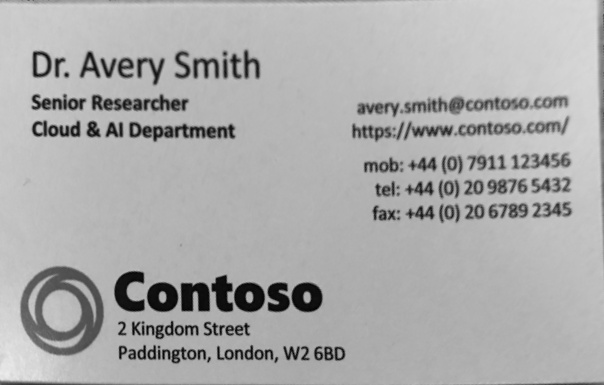 Dr. Avery Smith
Senior Researcher
Cloud & AI Department
avery.smith@contoso.com
https://www.contoso.com/
mob: +44 (0) 7911 123456
tel: +44 (0) 20 9876 5432
fax: +44 (0) 20 6789 2345
Contoso
2 Kingdom Street
Paddington, London, W2 6BD